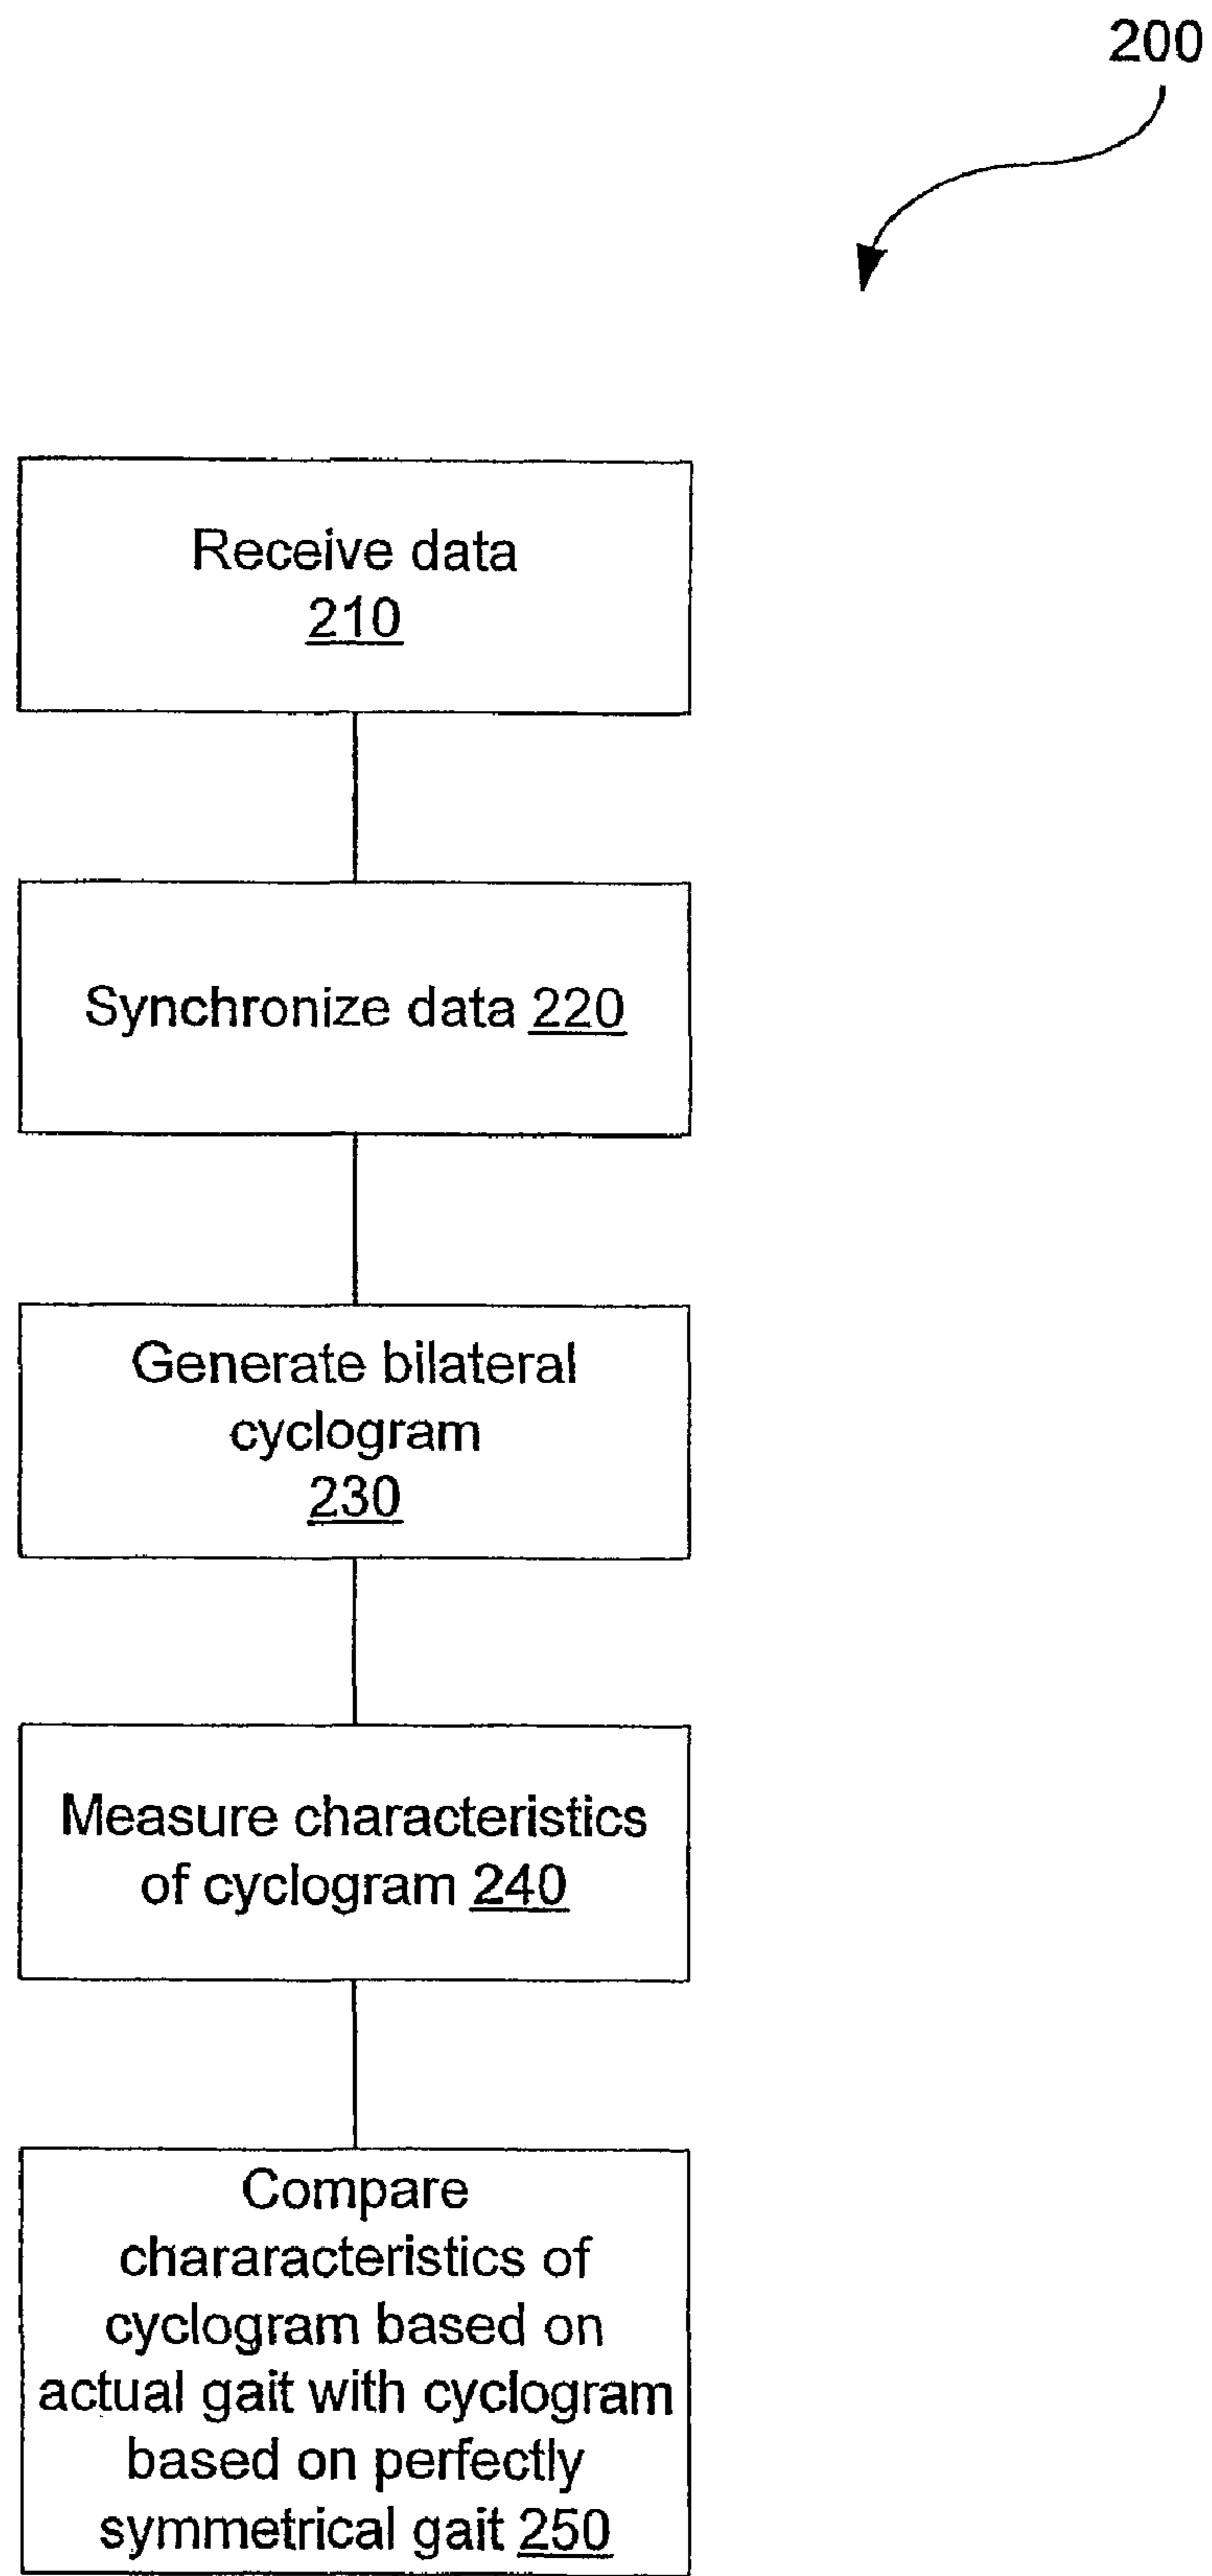 200
Receive data
210
Synchronize data 220
Generate bilateral
cyclogram
230
Measure characteristics
of cyclogram 240
Compare
chararacteristics of
cyclogram based on
actual gait with cyclogram
based on perfectly
symmetrical gait 250